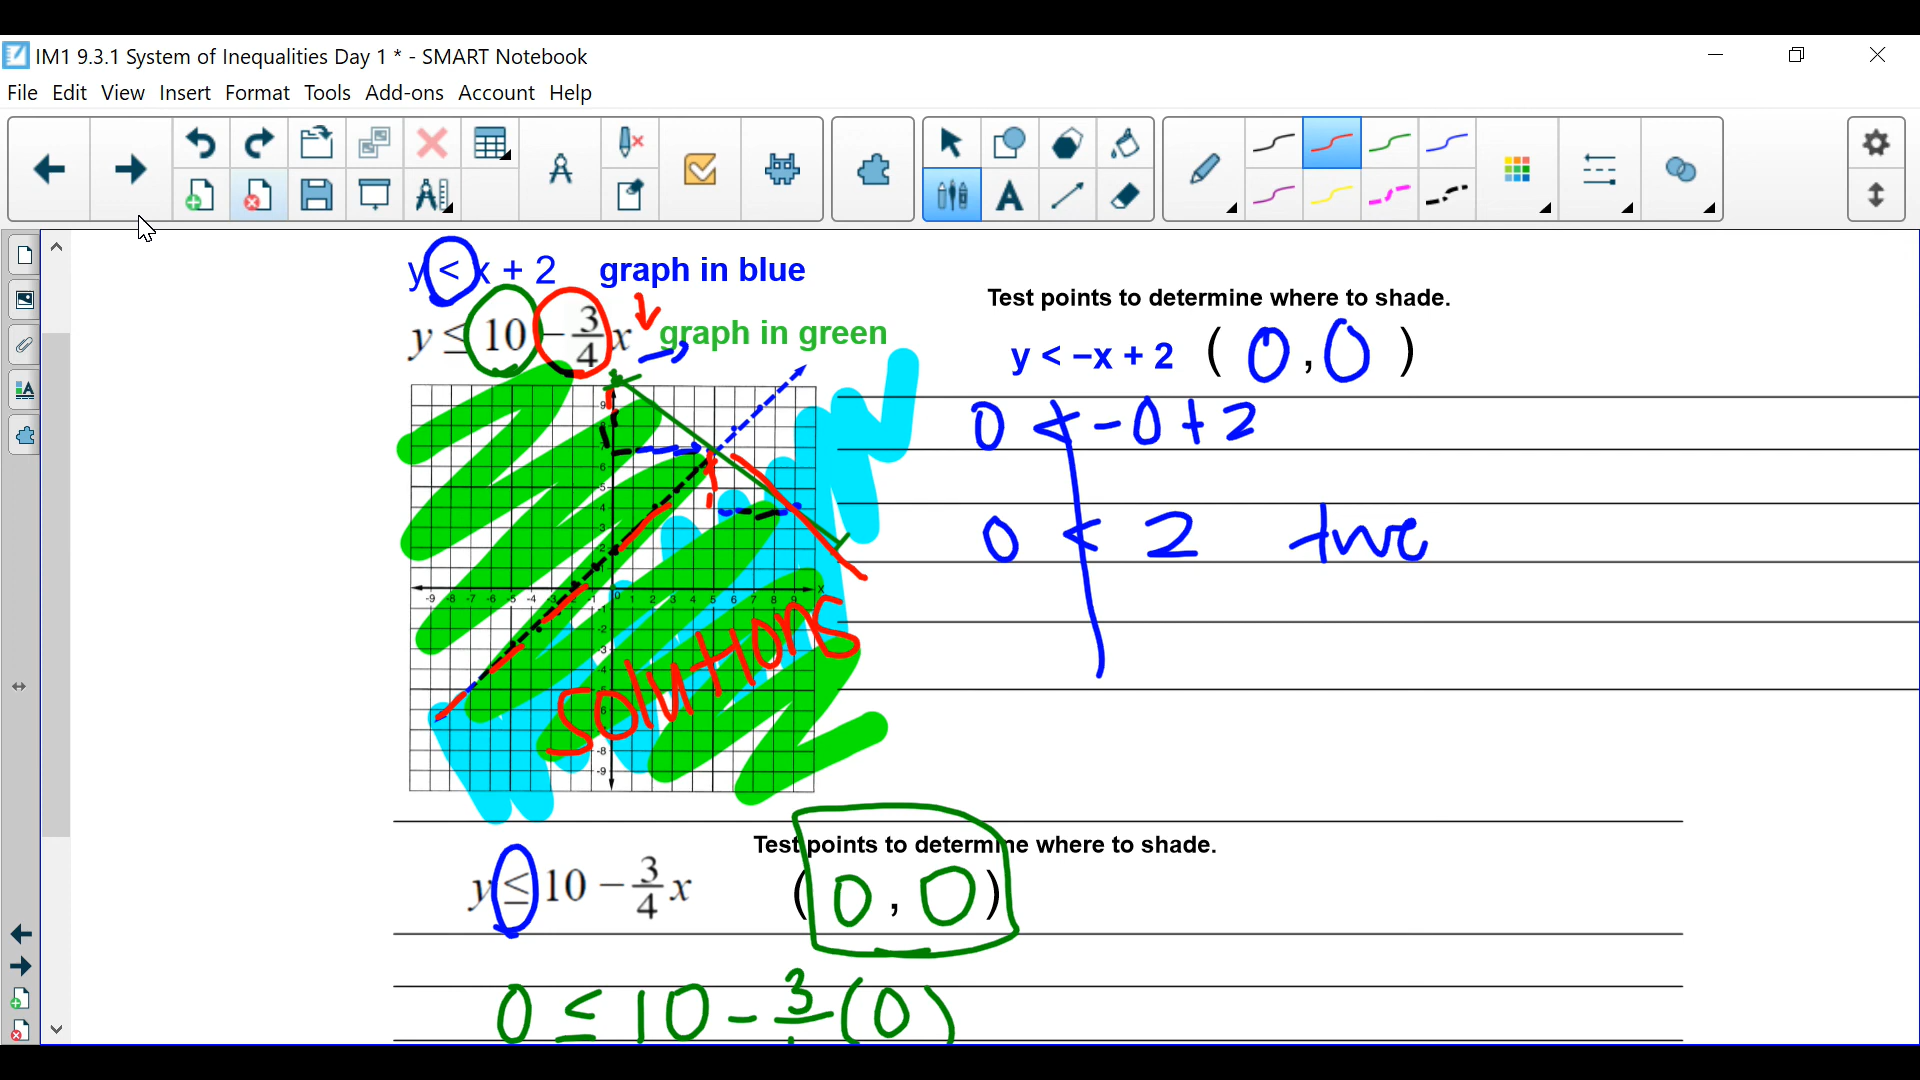 IM1 9.3.1 System of Inequalities Day 1 * - SMART Notebook
File Edit View Insert Format Tools Add-ons Account Help
y < x + 2 graph in blue
y ≤ 10 − 3/4 x graph in green
Test points to determine where to shade.
y < −x + 2 ( 0 , 0 )
0 < - 0 + 2
0 < 2 true
solutions
Test points to determine where to shade.
y ≤ 10 − 3/4 x ( 0 , 0 )
0 ≤ 10 - 3/4 (0)